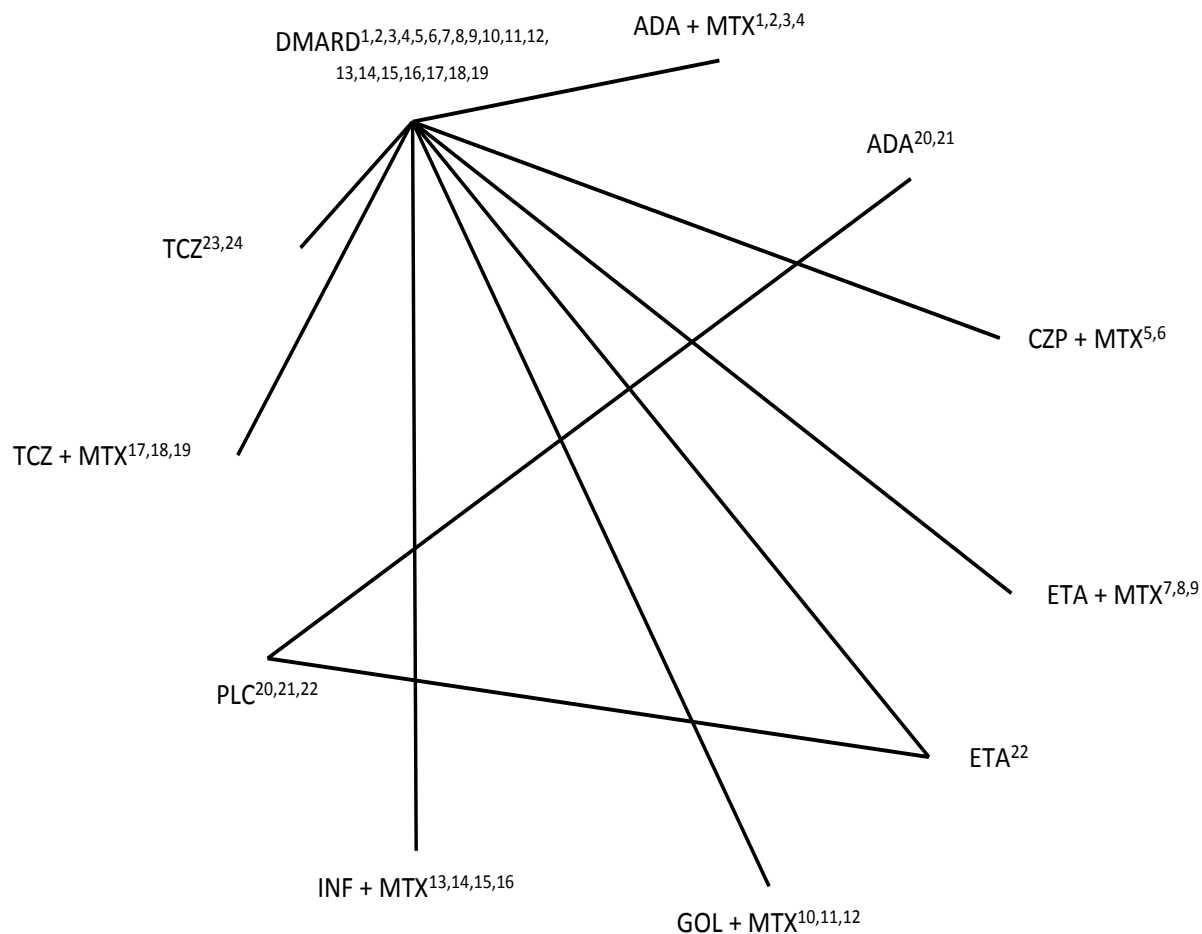 ADA + MTX1,2,3,4
DMARD1,2,3,4,5,6,7,8,9,10,11,12,
13,14,15,16,17,18,19
ADA20,21
TCZ23,24
CZP + MTX5,6
TCZ + MTX17,18,19
ETA + MTX7,8,9
PLC20,21,22
ETA22
INF + MTX13,14,15,16
GOL + MTX10,11,12